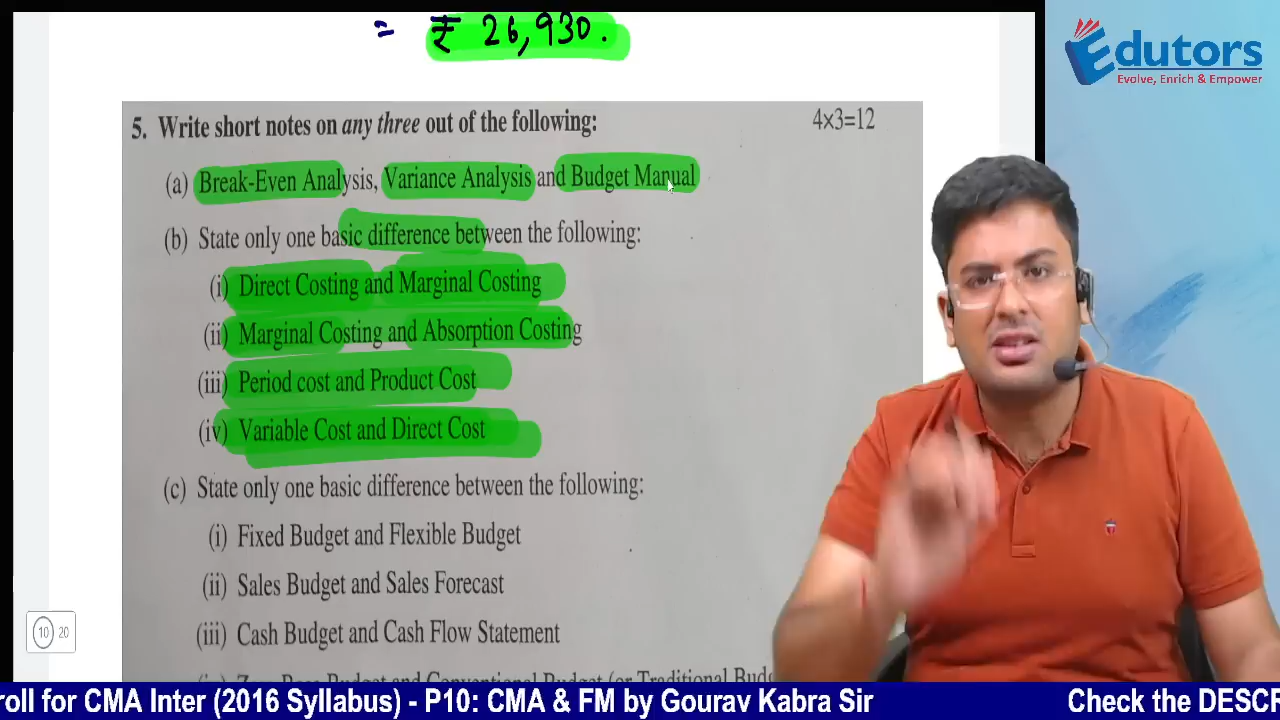 = ₹ 26,930.
Edutors
Evolve, Enrich & Empower
5. Write short notes on any three out of the following: 4×3=12
(a) Break-Even Analysis, Variance Analysis and Budget Manual
(b) State only one basic difference between the following:
(i) Direct Costing and Marginal Costing
(ii) Marginal Costing and Absorption Costing
(iii) Period cost and Product Cost
(iv) Variable Cost and Direct Cost
(c) State only one basic difference between the following:
(i) Fixed Budget and Flexible Budget
(ii) Sales Budget and Sales Forecast
(iii) Cash Budget and Cash Flow Statement
10 20
roll for CMA Inter (2016 Syllabus) - P10: CMA & FM by Gourav Kabra Sir Check the DESCR